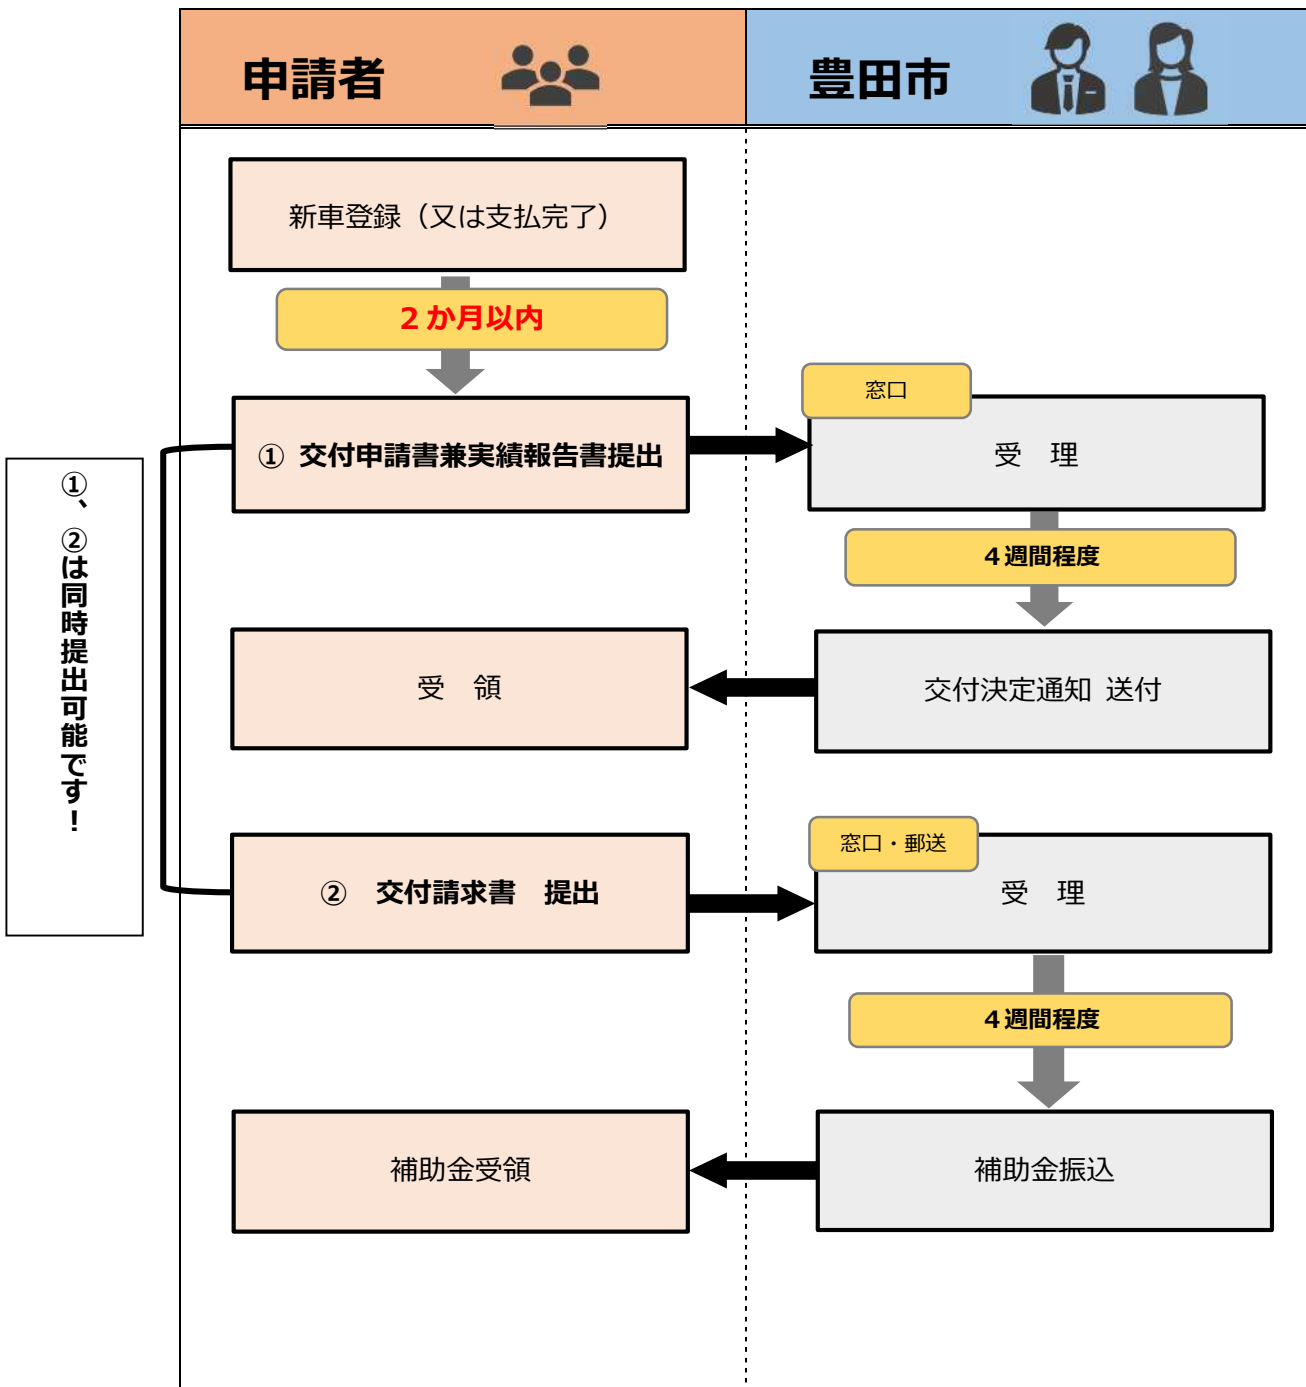 申請者
豊田市
新車登録（又は支払完了）
２か月以内
窓口
① 交付申請書兼実績報告書提出
受　理
①、②は同時提出可能です！
４週間程度
受　領
交付決定通知 送付
窓口・郵送
②　交付請求書　提出
受　理
４週間程度
補助金受領
補助金振込